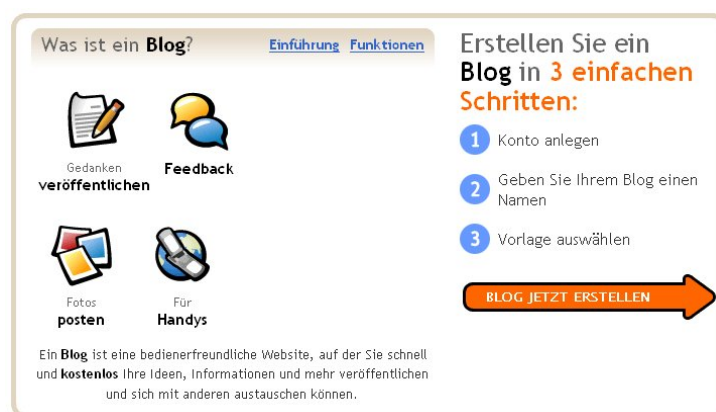 Was ist ein Blog?
Einführung Funktionen
Gedanken
veröffentlichen
Feedback
Fotos
posten
Für
Handys
Ein Blog ist eine bedienerfreundliche Website, auf der Sie schnell
und kostenlos Ihre Ideen, Informationen und mehr veröffentlichen
und sich mit anderen austauschen können.
Erstellen Sie ein
Blog in 3 einfachen
Schritten:
1 Konto anlegen
2 Geben Sie Ihrem Blog einen
Namen
3 Vorlage auswählen
BLOG JETZT ERSTELLEN